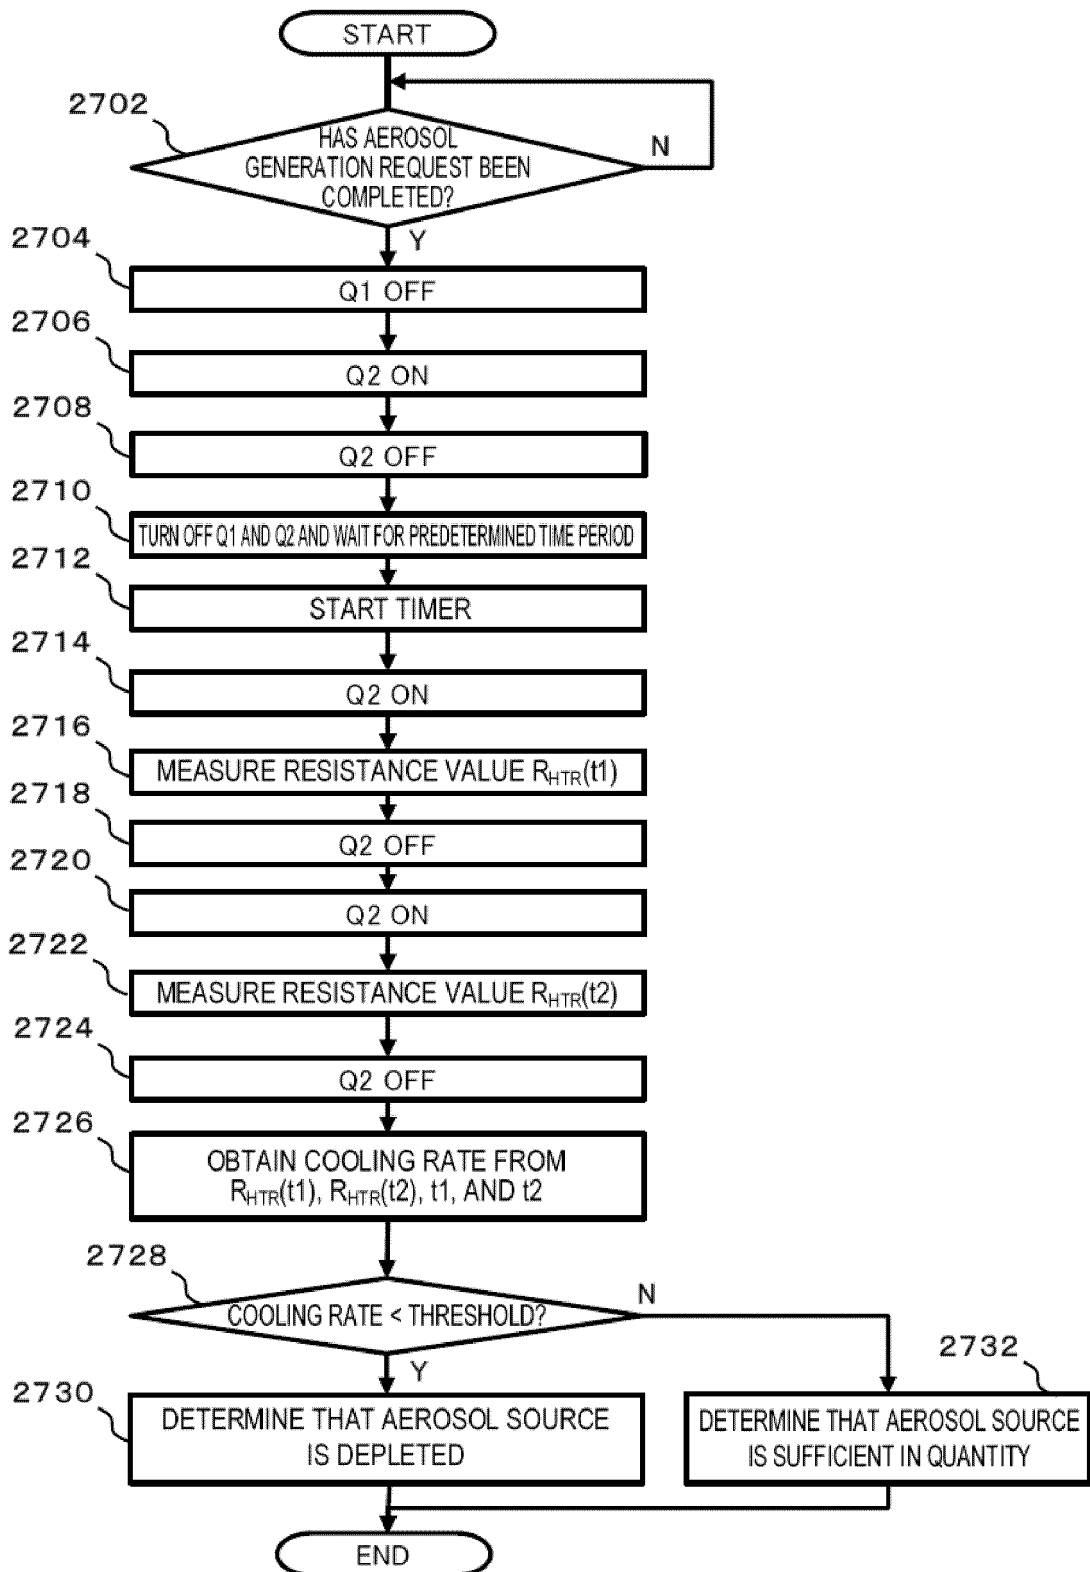 START
2702
HAS AEROSOL
GENERATION REQUEST BEEN
COMPLETED?
N
Y
2704
Q1 OFF
2706
Q2 ON
2708
Q2 OFF
2710
TURN OFF Q1 AND Q2 AND WAIT FOR PREDETERMINED TIME PERIOD
2712
START TIMER
2714
Q2 ON
2716
MEASURE RESISTANCE VALUE RHTR(t1)
2718
Q2 OFF
2720
Q2 ON
2722
MEASURE RESISTANCE VALUE RHTR(t2)
2724
Q2 OFF
2726
OBTAIN COOLING RATE FROM
RHTR(t1), RHTR(t2), t1, AND t2
2728
COOLING RATE < THRESHOLD?
N
Y
2730
DETERMINE THAT AEROSOL SOURCE
IS DEPLETED
2732
DETERMINE THAT AEROSOL SOURCE
IS SUFFICIENT IN QUANTITY
END